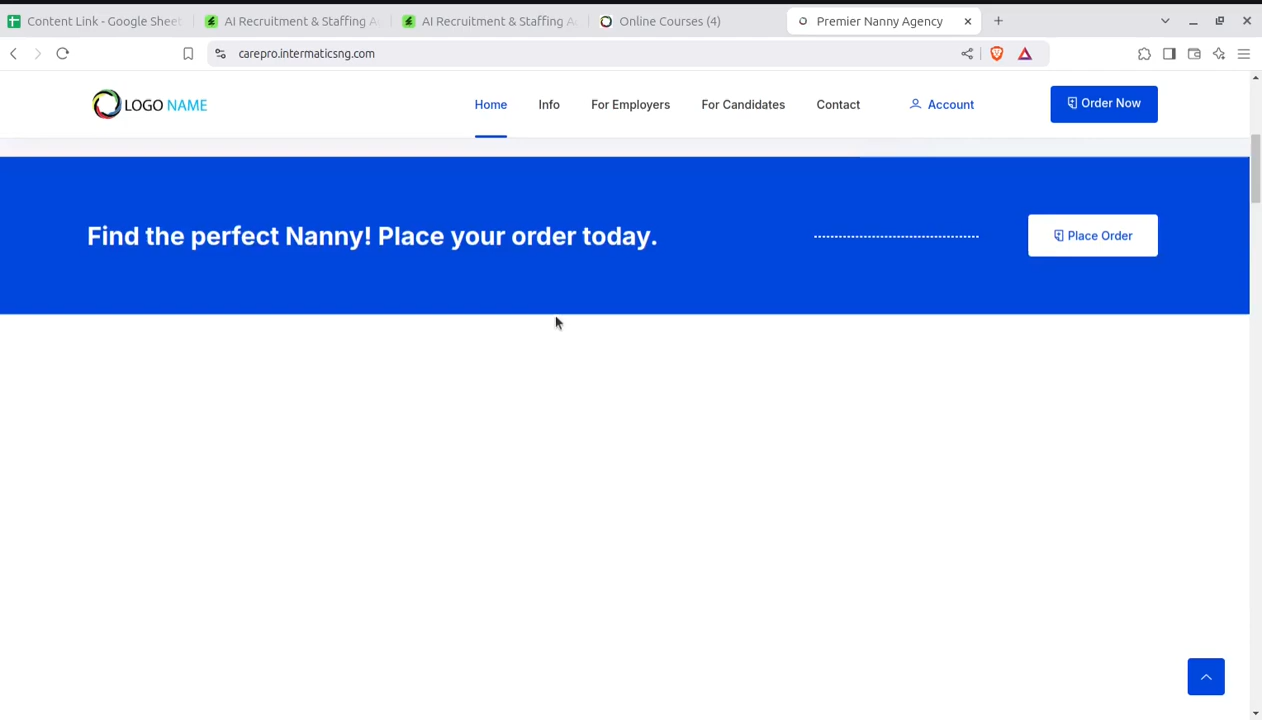 Content Link - Google Sheet
AI Recruitment & Staffing A
AI Recruitment & Staffing A
Online Courses (4)
Premier Nanny Agency
carepro.intermaticsng.com
LOGO NAME
Home
Info
For Employers
For Candidates
Contact
Account
Order Now
Find the perfect Nanny! Place your order today.
Place Order